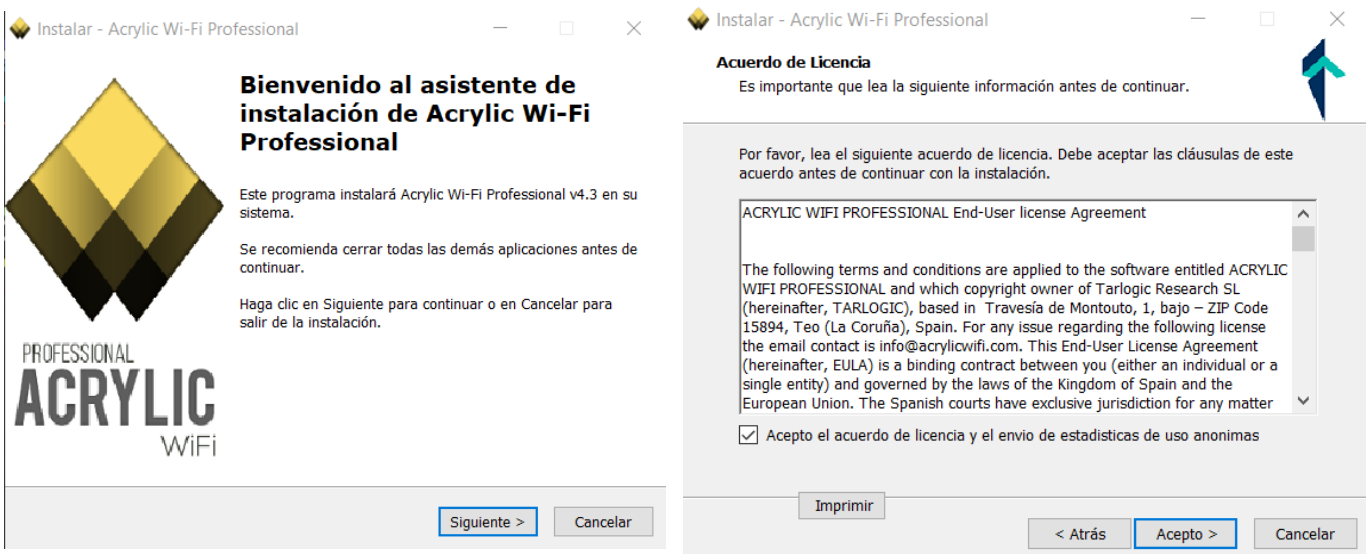 Instalar - Acrylic Wi-Fi Professional
Bienvenido al asistente de
instalación de Acrylic Wi-Fi
Professional
Este programa instalará Acrylic Wi-Fi Professional v4.3 en su
sistema.
Se recomienda cerrar todas las demás aplicaciones antes de
continuar.
Haga clic en Siguiente para continuar o en Cancelar para
salir de la instalación.
PROFESSIONAL
ACRYLIC
WiFi
Siguiente >
Cancelar
Instalar - Acrylic Wi-Fi Professional
Acuerdo de Licencia
Es importante que lea la siguiente información antes de continuar.
Por favor, lea el siguiente acuerdo de licencia. Debe aceptar las cláusulas de este
acuerdo antes de continuar con la instalación.
ACRYLIC WIFI PROFESSIONAL End-User license Agreement
The following terms and conditions are applied to the software entitled ACRYLIC
WIFI PROFESSIONAL and which copyright owner of Tarlogic Research SL
(hereinafter, TARLOGIC), based in Travesía de Montouto, 1, bajo – ZIP Code
15894, Teo (La Coruña), Spain. For any issue regarding the following license
the email contact is info@acrylicwifi.com. This End-User License Agreement
(hereinafter, EULA) is a binding contract between you (either an individual or a
single entity) and governed by the laws of the Kingdom of Spain and the
European Union. The Spanish courts have exclusive jurisdiction for any matter
Acepto el acuerdo de licencia y el envio de estadisticas de uso anonimas
Imprimir
< Atrás
Acepto >
Cancelar